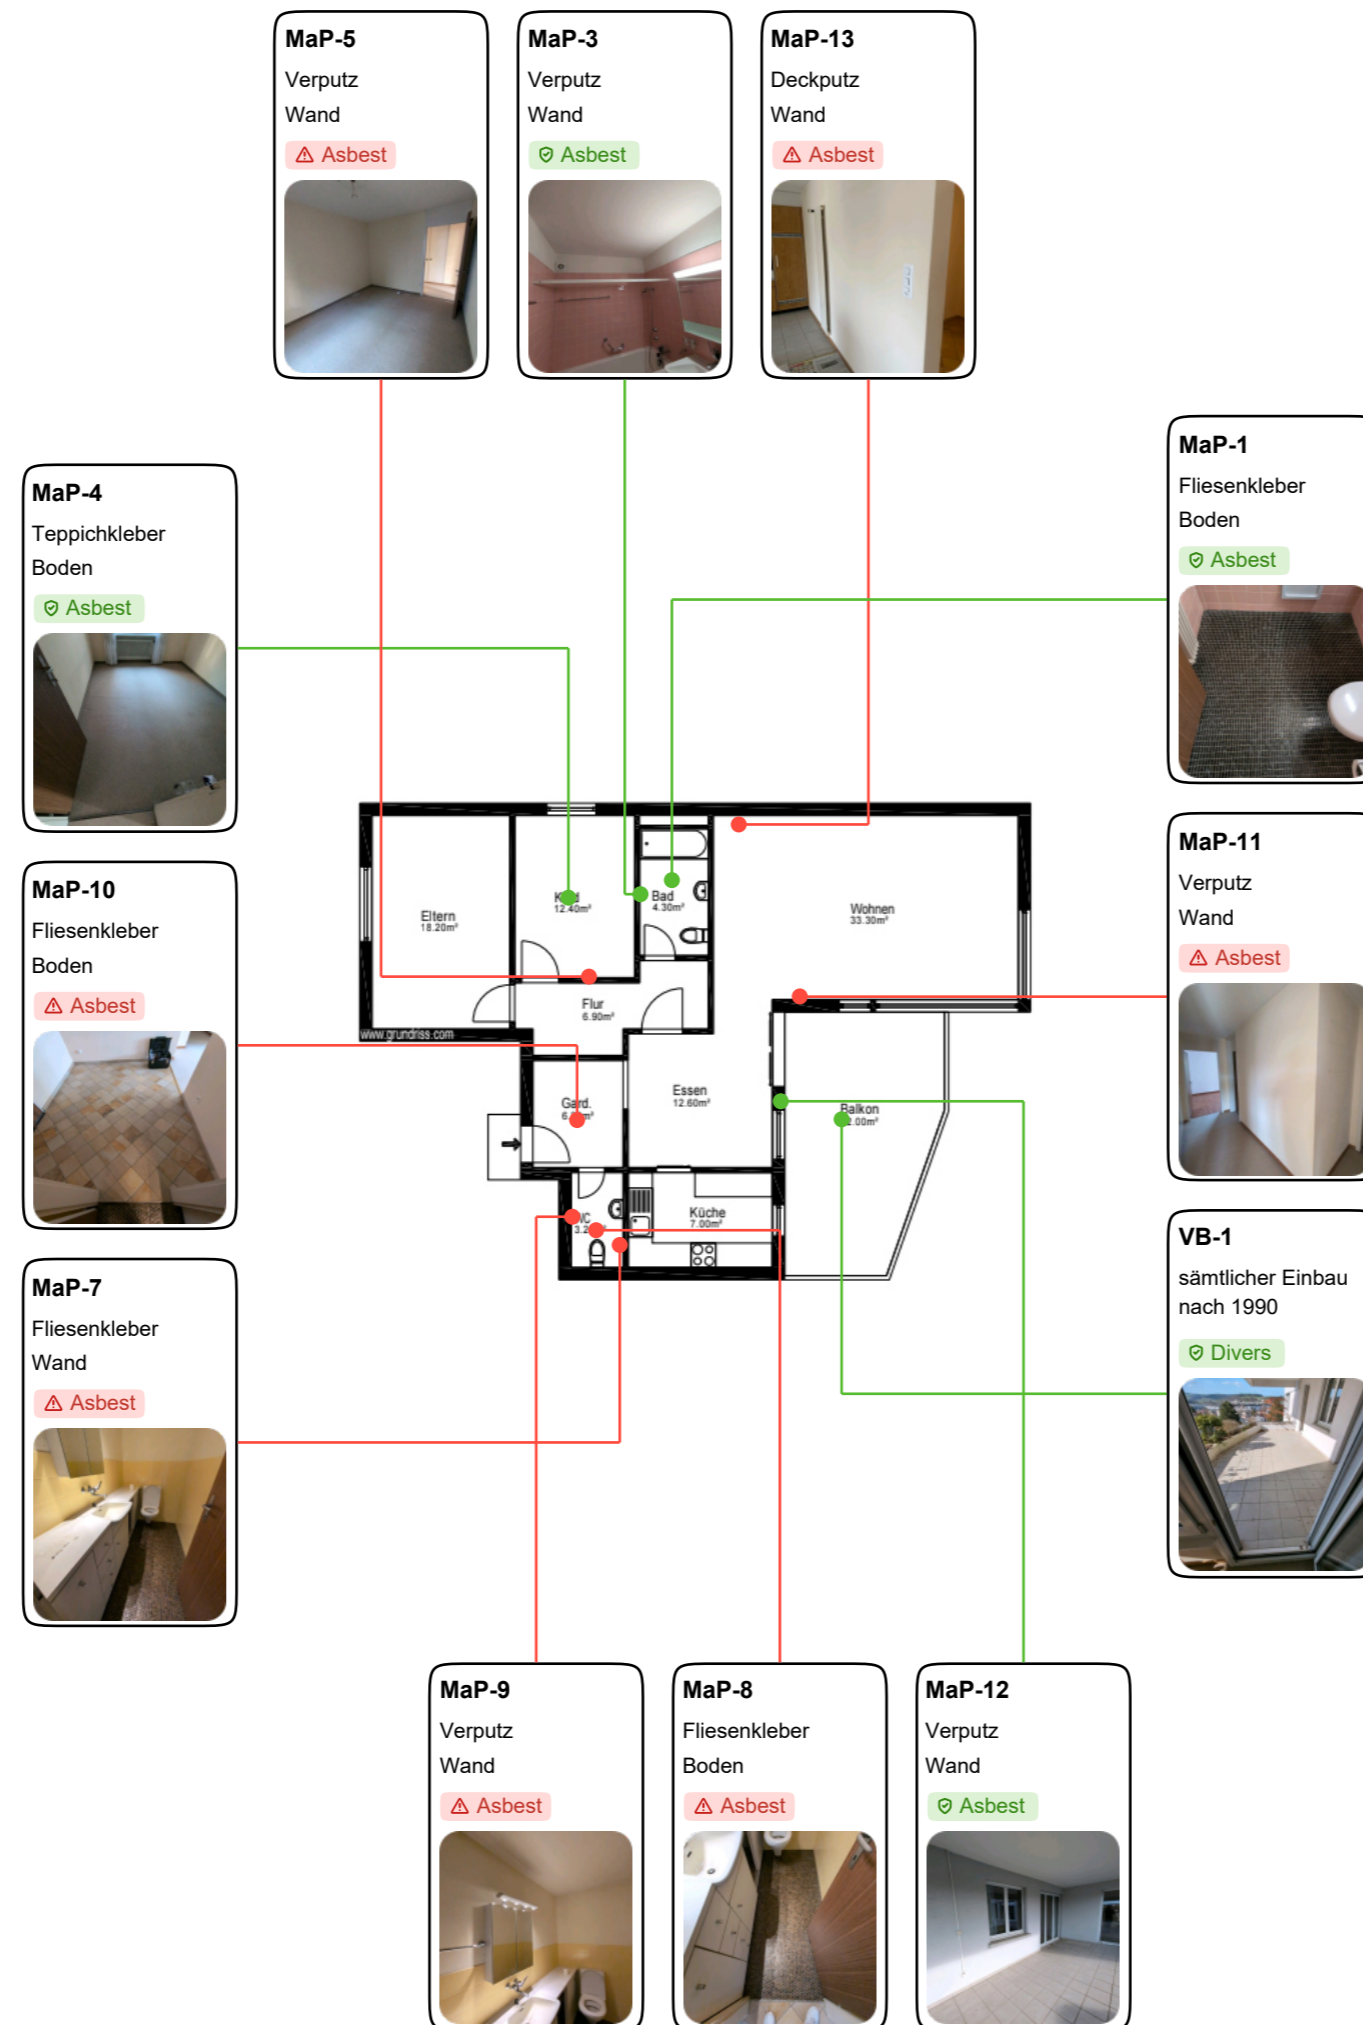 MaP-5
Verputz
Wand
Asbest
MaP-3
Verputz
Wand
Asbest
MaP-13
Deckputz
Wand
Asbest
MaP-1
Fliesenkleber
Boden
Asbest
MaP-4
Teppichkleber
Boden
Asbest
MaP-11
Verputz
Wand
Asbest
MaP-10
Fliesenkleber
Boden
Asbest
Eltern
18.20m²
12.40m²
Bad
4.30m²
Wohnen
33.30m²
Flur
6.90m²
www.grundriss.com
Essen
12.60m²
Gard.
Balkon
Küche
7.00m²
VB-1
sämtlicher Einbau
nach 1990
Divers
MaP-7
Fliesenkleber
Wand
Asbest
MaP-9
Verputz
Wand
Asbest
MaP-8
Fliesenkleber
Boden
Asbest
MaP-12
Verputz
Wand
Asbest